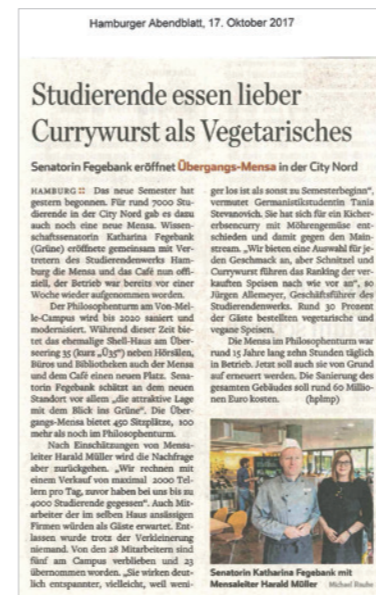 Hamburger Abendblatt, 17. Oktober 2017
Studierende essen lieber
Currywurst als Vegetarisches
Senatorin Fegebank eröffnet Übergangs-Mensa in der City Nord
HAMBURG :: Das neue Semester hat
gestern begonnen. Für rund 7000 Stu-
dierende in der City Nord gab es dazu
auch noch eine neue Mensa. Wissen-
schaftssenatorin Katharina Fegebank
(Grüne) eröffnete gemeinsam mit Ver-
tretern des Studierendenwerks Ham-
burg die Mensa und das Café nun offi-
ziell, der Betrieb war bereits vor einer
Woche wieder aufgenommen worden.
Der Philosophenturm am Von-Mel-
le-Campus wird bis 2020 saniert und
modernisiert. Während dieser Zeit bie-
tet das ehemalige Shell-Haus am Über-
seering 35 (kurz „Ü35“) neben Hörsälen,
Büros und Bibliotheken auch der Mensa
und dem Café einen neuen Platz. Sena-
torin Fegebank schätzt an dem neuen
Standort vor allem „die attraktive Lage
mit dem Blick ins Grüne“. Die Über-
gangs-Mensa bietet 450 Sitzplätze, 100
mehr als noch im Philosophenturm.
Nach Einschätzungen von Mensa-
leiter Harald Müller wird die Nachfrage
aber zurückgehen. „Wir rechnen mit
einem Verkauf von maximal 2000 Tel-
lern pro Tag, zuvor haben bei uns bis zu
4000 Studierende gegessen“. Auch Mit-
arbeiter der im selben Haus ansässigen
Firmen würden als Gäste erwartet. Ent-
lassen wurde trotz der Verkleinerung
niemand. Von den 28 Mitarbeitern sind
fünf am Campus verblieben und 23
übernommen worden. „Sie wirken deut-
lich entspannter, vielleicht, weil weni-
ger los ist als sonst zu Semesterbeginn“,
vermutet Germanistikstudentin Tania
Stevanovich. Sie hat sich für ein Kicher-
erbsencurry mit Möhrengemüse ent-
schieden und damit gegen den Main-
stream. „Wir bieten eine Auswahl für je-
den Geschmack an, aber Schnitzel und
Currywurst führen das Ranking der ver-
kauften Speisen nach wie vor an“, so
Jürgen Allemeyer, Geschäftsführer des
Studierendenwerks. Rund 30 Prozent
der Gäste bestellten vegetarische und
vegane Speisen.
Die Mensa im Philosophenturm war
rund 15 Jahre lang zehn Stunden täglich
in Betrieb. Jetzt soll auch sie von Grund
auf erneuert werden. Die Sanierung des
gesamten Gebäudes soll rund 60 Millio-
nen Euro kosten. (hplmp)
Senatorin Katharina Fegebank mit
Mensaleiter Harald Müller Michael Rauhe